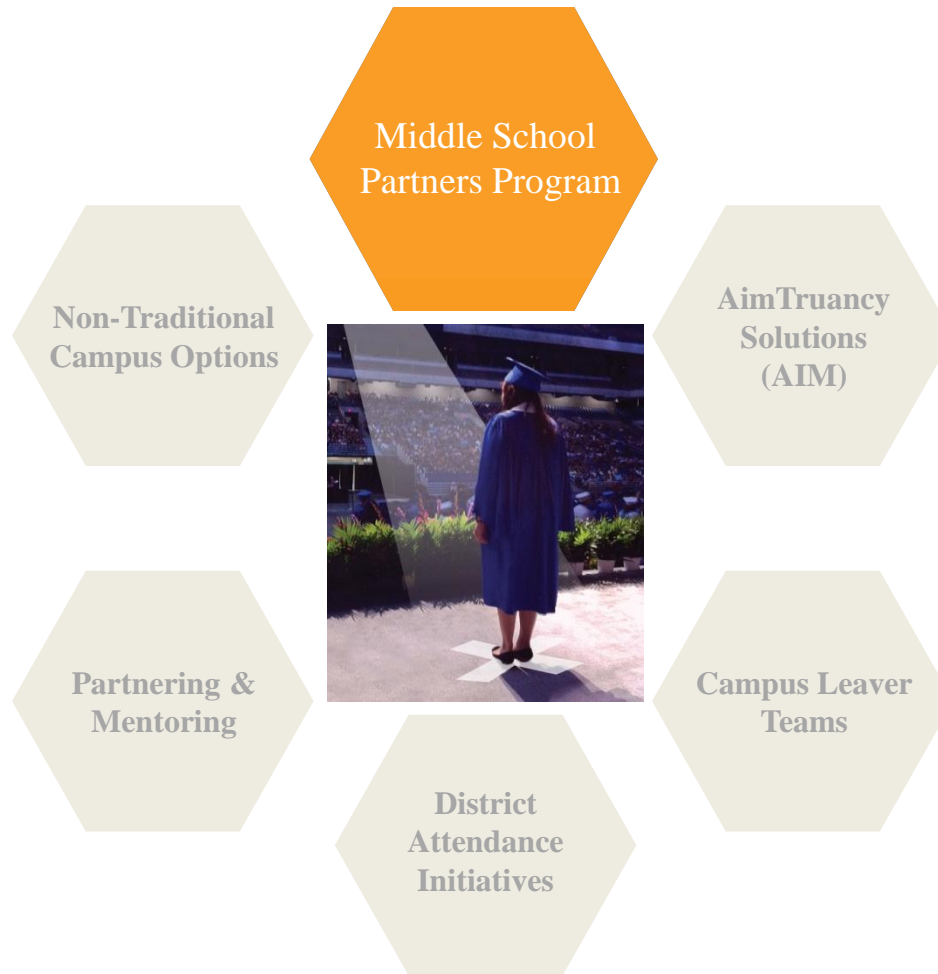 Middle School
Partners Program
Non-Traditional
Campus Options
AimTruancy
Solutions
(AIM)
Partnering &
Mentoring
Campus Leaver
Teams
District
Attendance
Initiatives